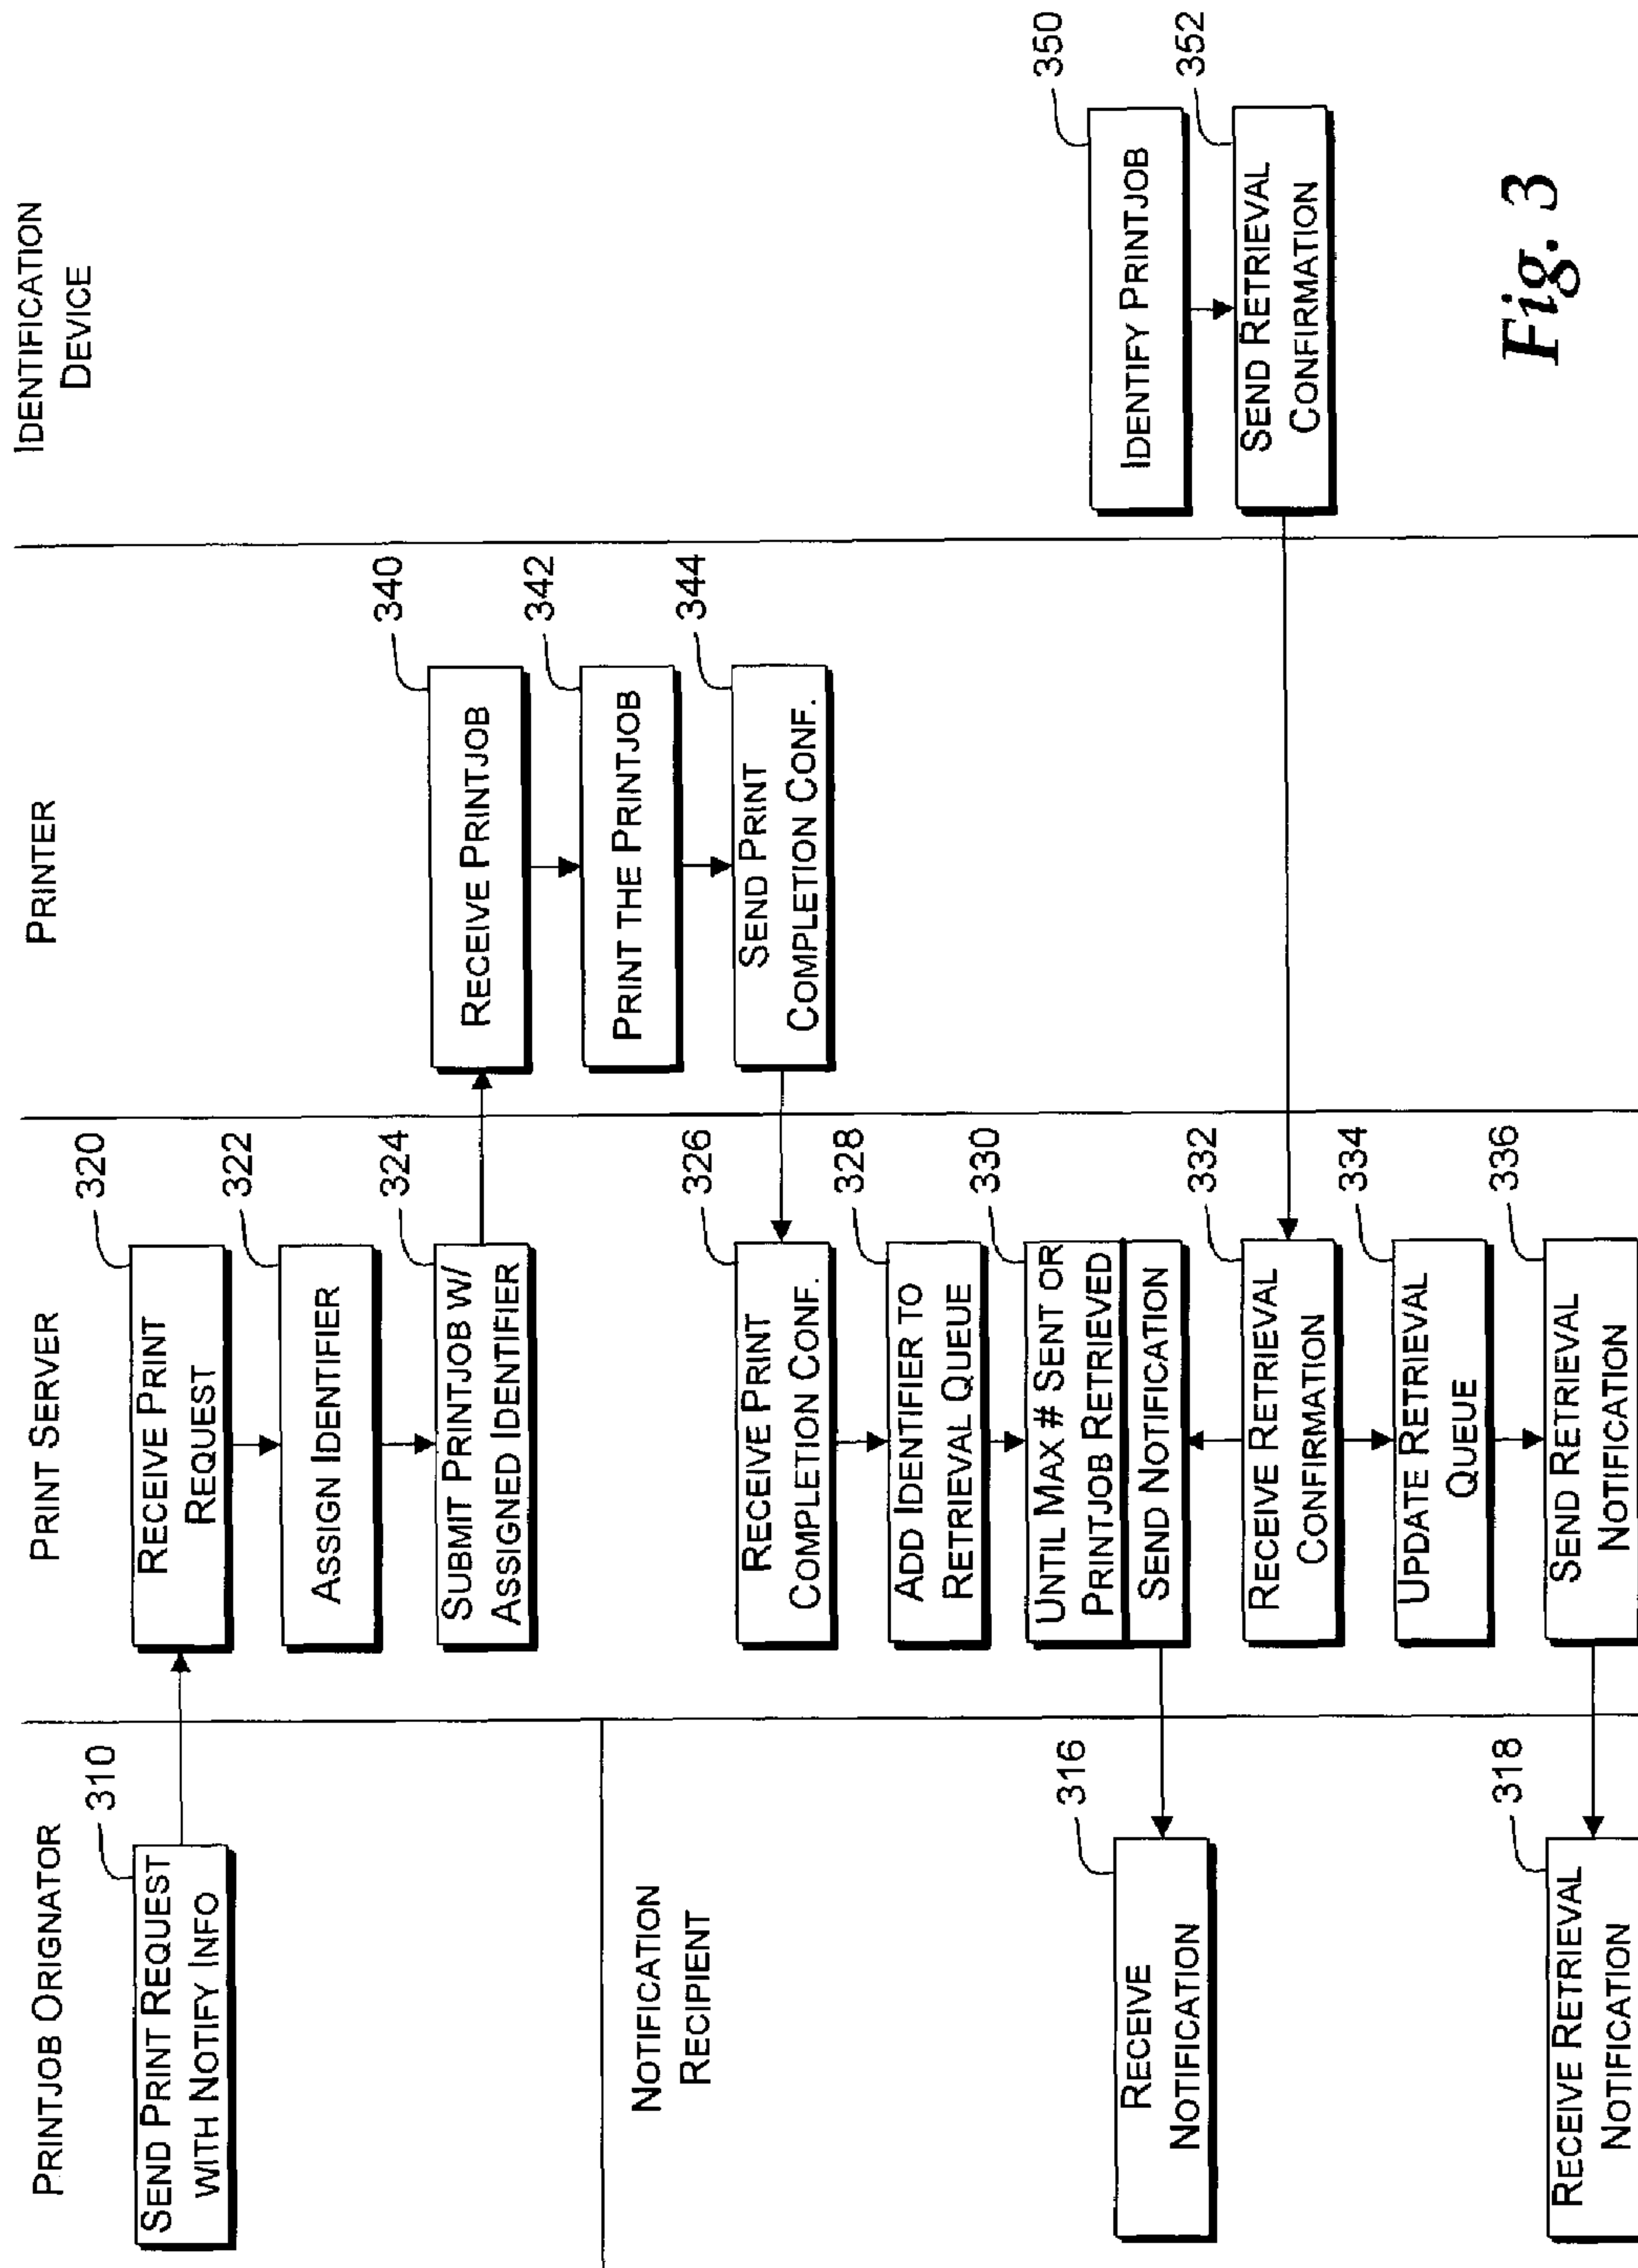 PRINTJOB ORIGNATOR
310
SEND PRINT REQUEST
WITH NOTIFY INFO
NOTIFICATION
RECIPIENT
316
RECEIVE
NOTIFICATION
318
RECEIVE RETRIEVAL
NOTIFICATION
PRINT SERVER
320
RECEIVE PRINT
REQUEST
322
ASSIGN IDENTIFIER
324
SUBMIT PRINTJOB W/
ASSIGNED IDENTIFIER
326
RECEIVE PRINT
COMPLETION CONF.
328
ADD IDENTIFIER TO
RETRIEVAL QUEUE
330
UNTIL MAX # SENT OR
PRINTJOB RETRIEVED
SEND NOTIFICATION
332
RECEIVE RETRIEVAL
CONFIRMATION
334
UPDATE RETRIEVAL
QUEUE
336
SEND RETRIEVAL
NOTIFICATION
PRINTER
340
RECEIVE PRINTJOB
342
PRINT THE PRINTJOB
344
SEND PRINT
COMPLETION CONF.
IDENTIFICATION
DEVICE
350
IDENTIFY PRINTJOB
352
SEND RETRIEVAL
CONFIRMATION
Fig. 3